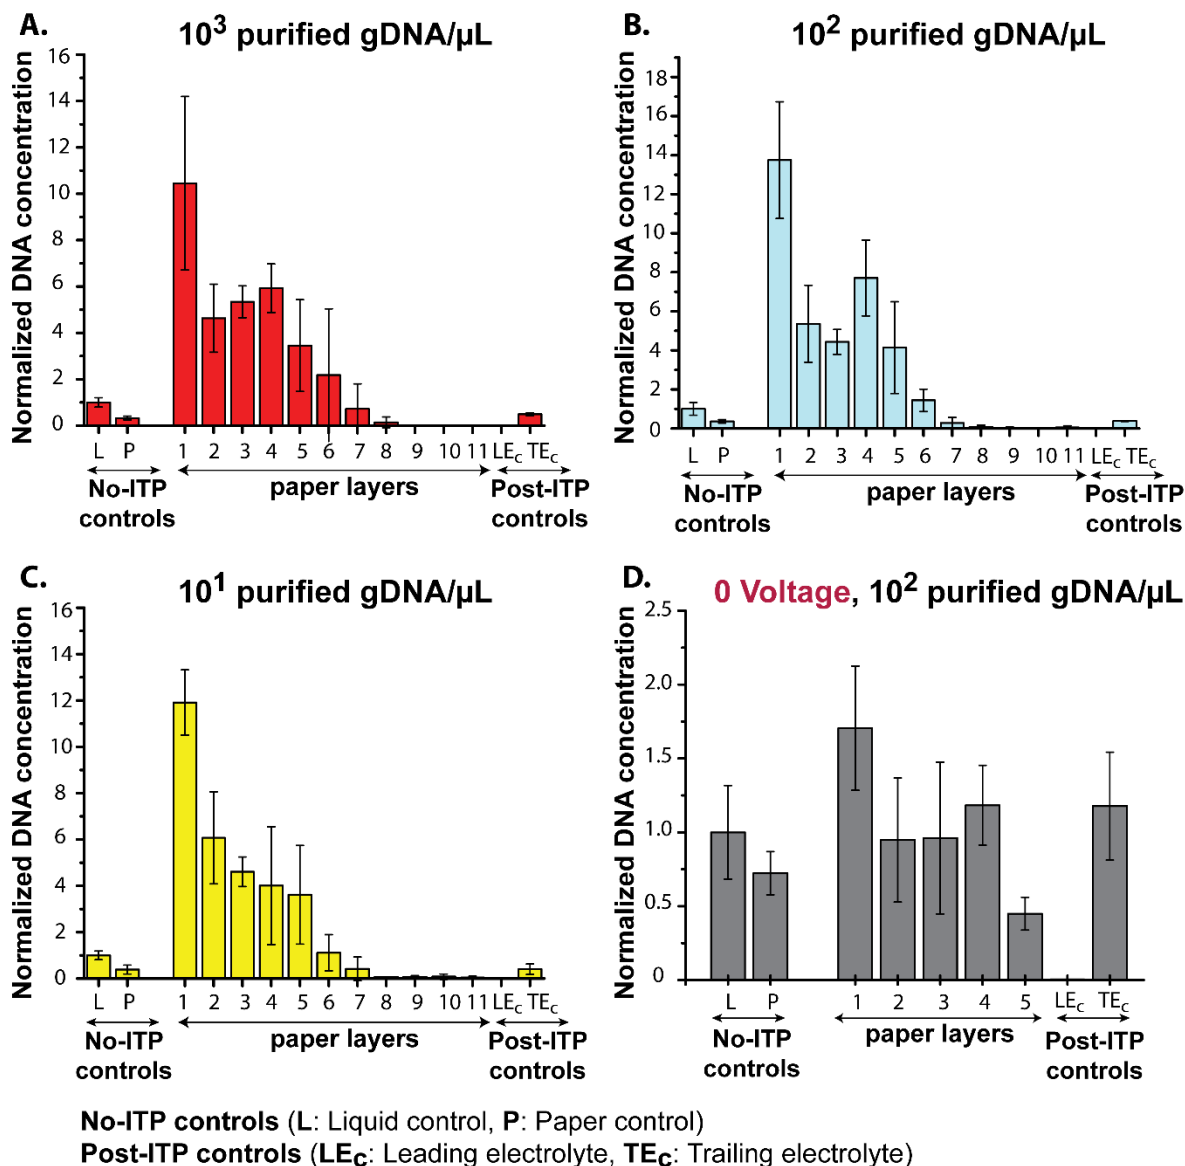 A.
10³ purified gDNA/µL
Normalized DNA concentration
16
14
12
10
8
6
4
2
0
L P 1 2 3 4 5 6 7 8 9 10 11 LEC TEC
No-ITP controls
paper layers
Post-ITP controls
B.
10² purified gDNA/µL
Normalized DNA concentration
18
16
14
12
10
8
6
4
2
0
L P 1 2 3 4 5 6 7 8 9 10 11 LEC TEC
No-ITP controls
paper layers
Post-ITP controls
C.
10¹ purified gDNA/µL
Normalized DNA concentration
16
14
12
10
8
6
4
2
0
L P 1 2 3 4 5 6 7 8 9 10 11 LEC TEC
No-ITP controls
paper layers
Post-ITP controls
D.
0 Voltage, 10² purified gDNA/µL
Normalized DNA concentration
2.5
2.0
1.5
1.0
0.5
0
L P 1 2 3 4 5 LEC TEC
No-ITP controls
paper layers
Post-ITP controls
No-ITP controls (L: Liquid control, P: Paper control)
Post-ITP controls (LEC: Leading electrolyte, TEC: Trailing electrolyte)